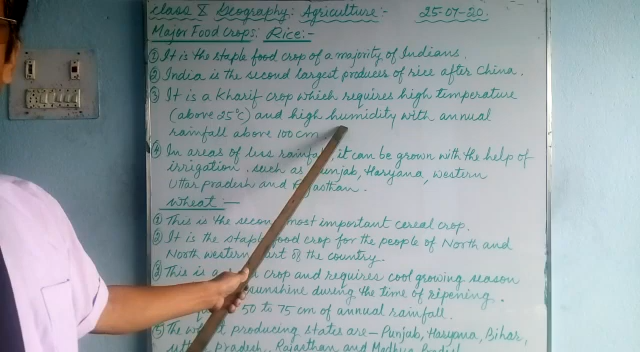 Class X Geography: Agriculture:- 25-07-20.
Major Food crops: Rice:-
① It is the staple food crop of a majority of Indians.
② India is the second largest producer of rice after China.
③ It is a Kharif crop which requires high temperature
(above 25°C) and high humidity with annual
rainfall above 100 cm
④ In areas of less rainfall, it can be grown with the help of
irrigation. such as Punjab, Haryana, western
Uttar Pradesh and Rajasthan.
Wheat —
① This is the second most important cereal crop.
② It is the staple food crop for the people of North and
North western part of the country.
③ This is a crop and requires cool growing season
sunshine during the time of ripening.
50 to 75 cm of annual rainfall.
⑤ The wheat producing states are — Punjab, Haryana, Bihar,
Uttar Pradesh, Rajasthan and Madhya Pradesh